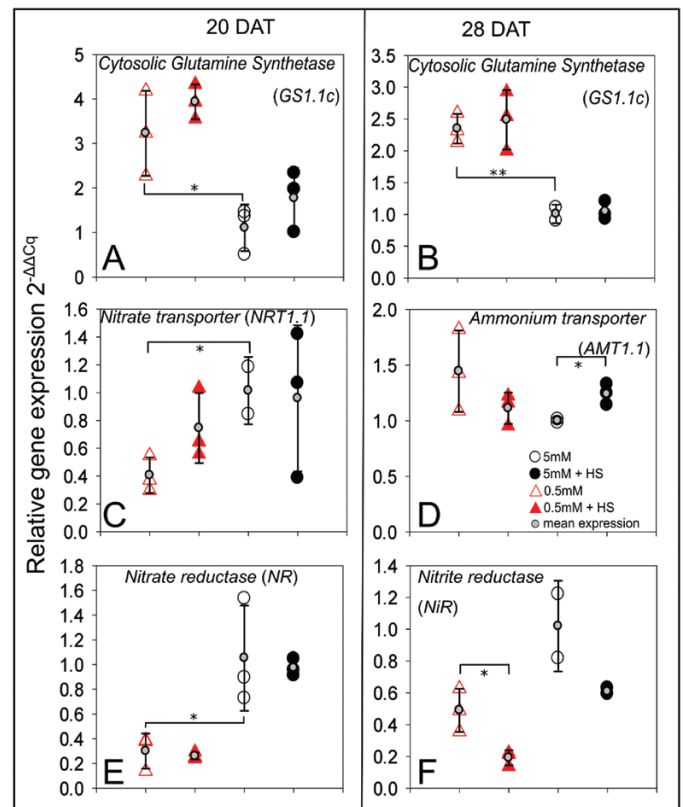 20 DAT
28 DAT
Relative gene expression 2-ΔΔCq
5
4
3
2
1
0
Cytosolic Glutamine Synthetase
(GS1.1c)
*
A
3.5
3.0
2.5
2.0
1.5
1.0
0.5
0.0
Cytosolic Glutamine Synthetase
(GS1.1c)
**
B
1.6
1.4
1.2
1.0
0.8
0.6
0.4
0.2
0.0
Nitrate transporter (NRT1.1)
*
C
2.0
1.5
1.0
0.5
0.0
Ammonium transporter
(AMT1.1)
*
5mM
5mM + HS
0.5mM
0.5mM + HS
mean expression
D
1.8
1.6
1.4
1.2
1.0
0.8
0.6
0.4
0.2
0.0
Nitrate reductase (NR)
*
E
1.4
1.2
1.0
0.8
0.6
0.4
0.2
0.0
Nitrite reductase
(NiR)
*
F